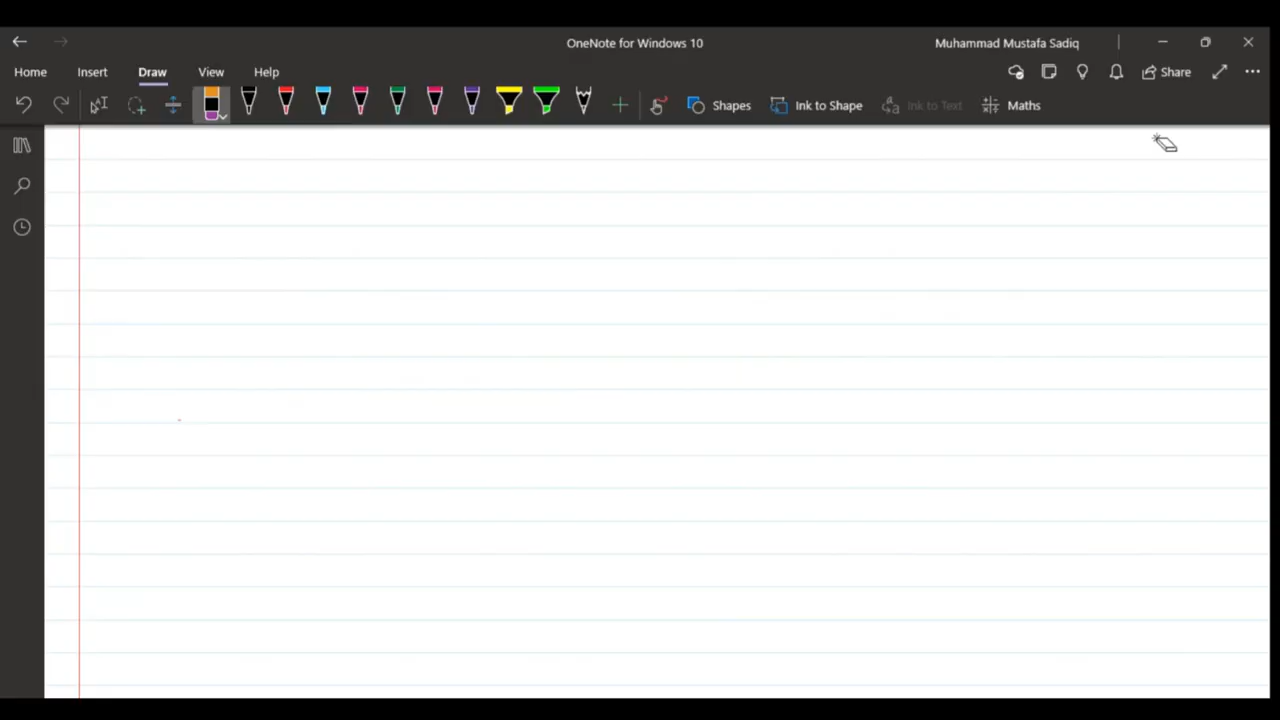 OneNote for Windows 10
Muhammad Mustafa Sadiq
Home Insert Draw View Help
Share
Shapes Ink to Shape Ink to Text Maths